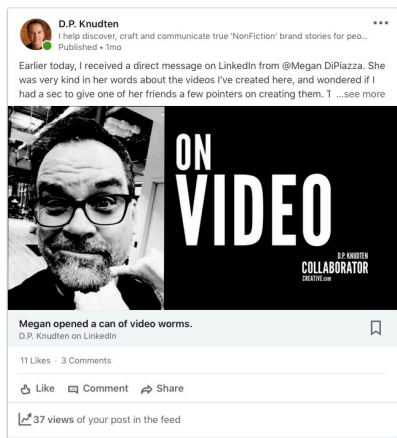 D.P. Knudten
I help discover, craft and communicate true 'NonFiction' brand stories for peo...
Published • 1mo
Earlier today, I received a direct message on LinkedIn from @Megan DiPiazza. She
was very kind in her words about the videos I've created here, and wondered if I
had a sec to give one of her friends a few pointers on creating them. T ...see more
ON
VIDEO
D.P. KNUDTEN
COLLABORATOR
CREATIVE.com
Megan opened a can of video worms.
D.P. Knudten on LinkedIn
11 Likes · 3 Comments
Like Comment Share
37 views of your post in the feed